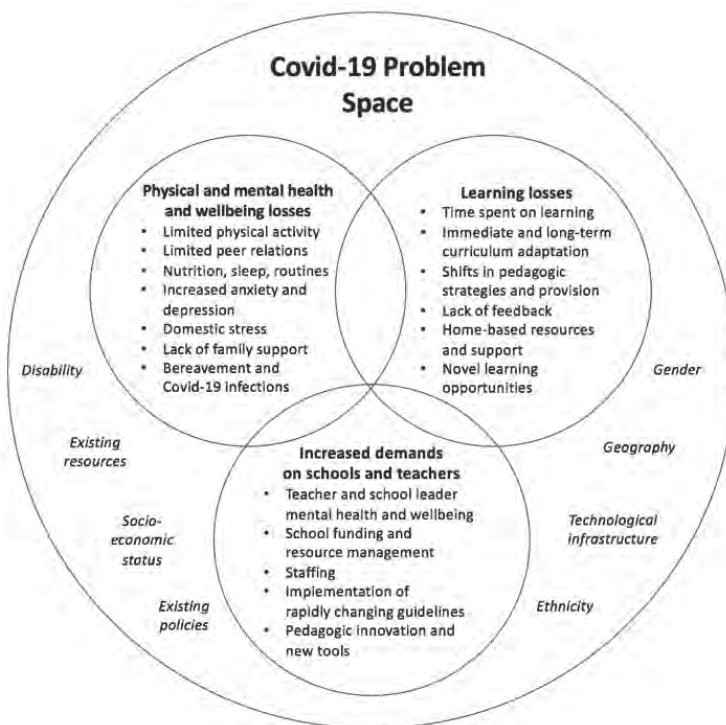 Covid-19 Problem
Space
Physical and mental health
and wellbeing losses
• Limited physical activity
• Limited peer relations
• Nutrition, sleep, routines
• Increased anxiety and
depression
• Domestic stress
• Lack of family support
• Bereavement and
Covid-19 infections
Learning losses
• Time spent on learning
• Immediate and long-term
curriculum adaptation
• Shifts in pedagogic
strategies and provision
• Lack of feedback
• Home-based resources
and support
• Novel learning
opportunities
Disability
Existing
resources
Socio-
economic
status
Existing
policies
Increased demands
on schools and teachers
• Teacher and school leader
mental health and wellbeing
• School funding and
resource management
• Staffing
• Implementation of
rapidly changing guidelines
• Pedagogic innovation and
new tools
Gender
Geography
Technological
infrastructure
Ethnicity